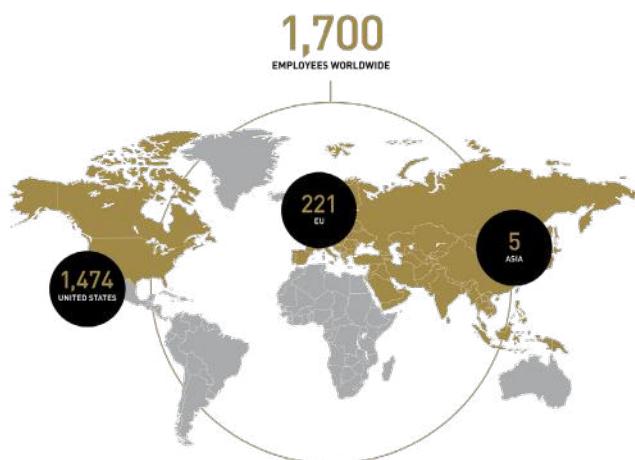 1,700
EMPLOYEES WORLDWIDE
221
EU
5
ASIA
1,474
UNITED STATES